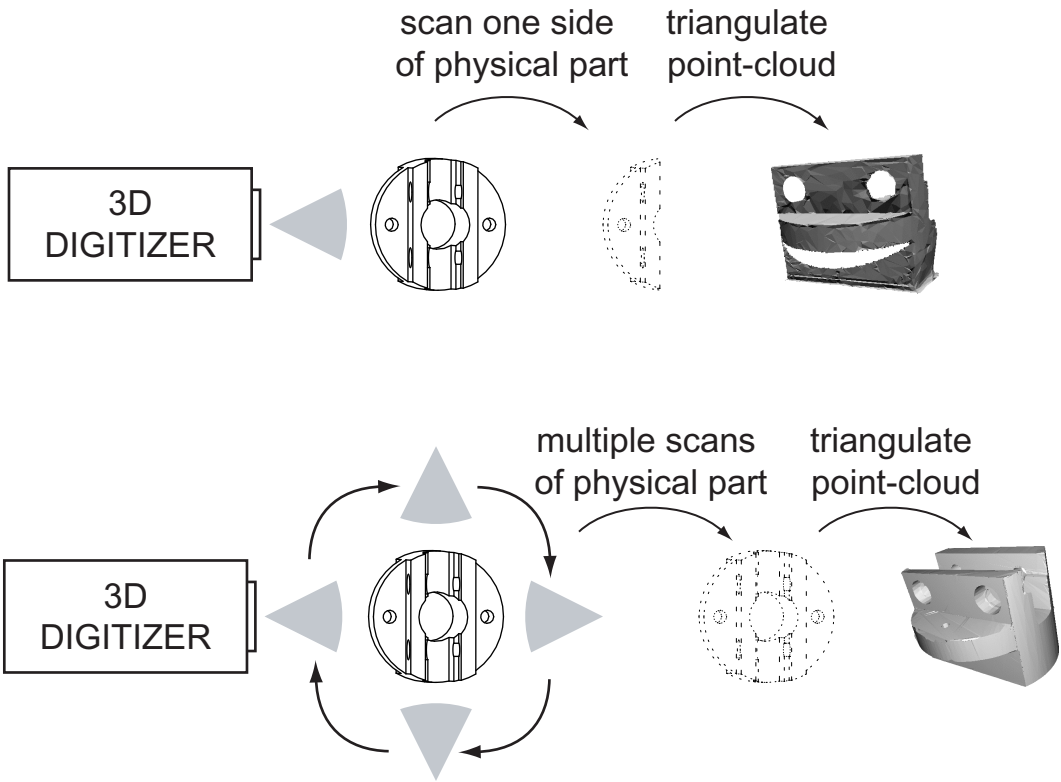 scan one side
of physical part
triangulate
point-cloud
3D
DIGITIZER
multiple scans
of physical part
triangulate
point-cloud
3D
DIGITIZER